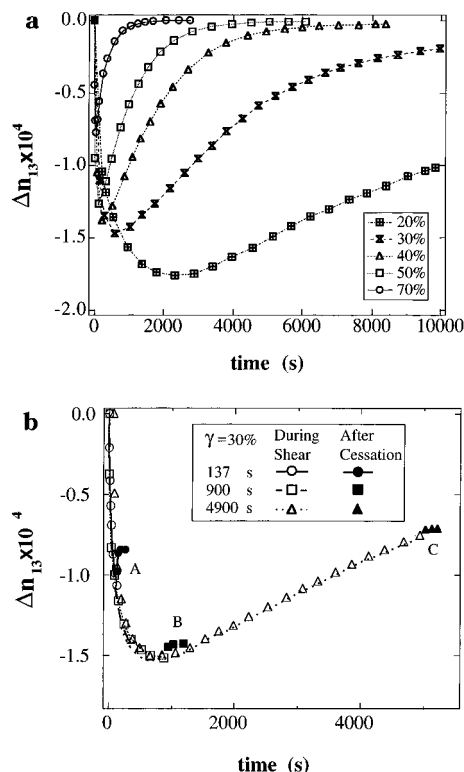 a
0.0
-0.5
-1.0
-1.5
-2.0
Δn13x10^4
20%
30%
40%
50%
70%
0 2000 4000 6000 8000 10000
time (s)
b
0.0
-0.5
-1.0
-1.5
Δn13x10^4
γ=30% During Shear After Cessation
137 s
900 s
4900 s
A
B
C
0 2000 4000
time (s)